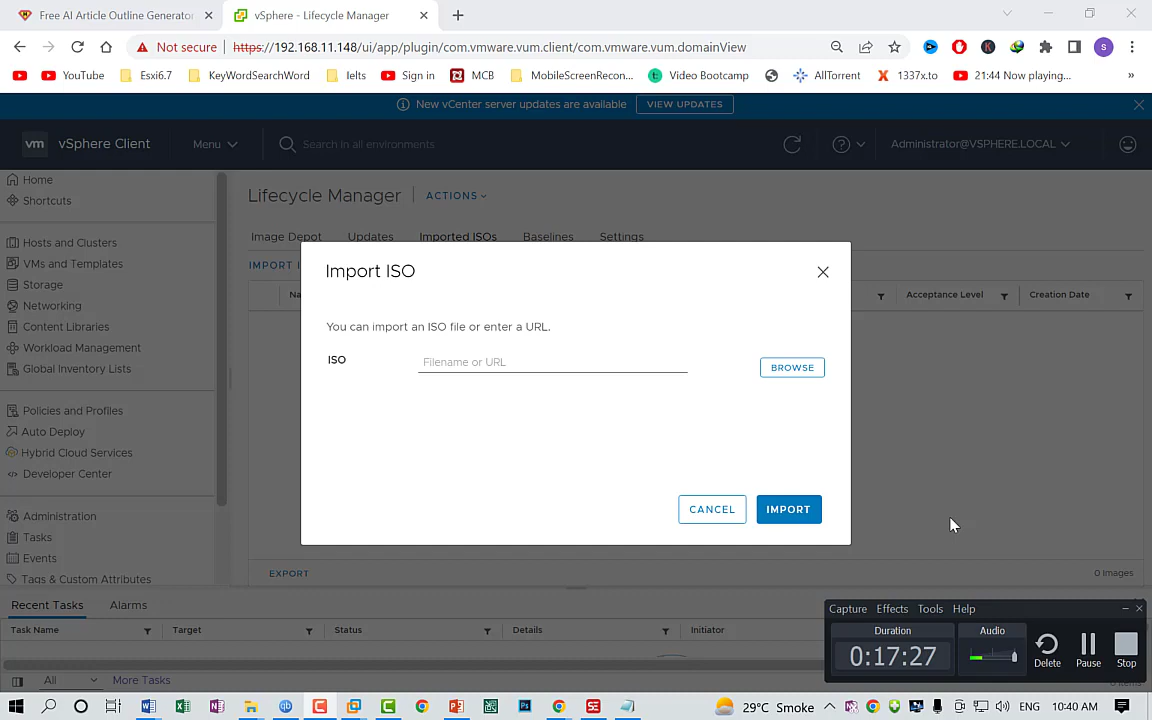 Free AI Article Outline Generator
vSphere - Lifecycle Manager
Not secure
https://192.168.11.148/ui/app/plugin/com.vmware.vum.client/com.vmware.vum.domainView
S
YouTube
Esxi6.7
KeyWordSearchWord
Ielts
Sign in
MCB
MobileScreenRecon...
Video Bootcamp
AllTorrent
1337x.to
21:44 Now playing,...
»
New vCenter server updates are available
VIEW UPDATES
vm
vSphere Client
Menu
Search in all environments
Administrator@VSPHERE.LOCAL
Home
Shortcuts
Hosts and Clusters
VMs and Templates
Storage
Networking
Content Libraries
Workload Management
Global Inventory Lists
Policies and Profiles
Auto Deploy
Hybrid Cloud Services
Developer Center
Administration
Tasks
Events
Tags & Custom Attributes
Lifecycle Manager
ACTIONS
Image Depot
Updates
Imported ISOs
Baselines
Settings
IMPORT I
Na
Acceptance Level
Creation Date
Import ISO
You can import an ISO file or enter a URL.
ISO
Filename or URL
BROWSE
CANCEL
IMPORT
EXPORT
0 Images
Recent Tasks
Alarms
Task Name
Target
Status
Details
Initiator
All
More Tasks
Capture
Effects
Tools
Help
Duration
0:17:27
Audio
Delete
Pause
Stop
29°C Smoke
ENG
10:40 AM